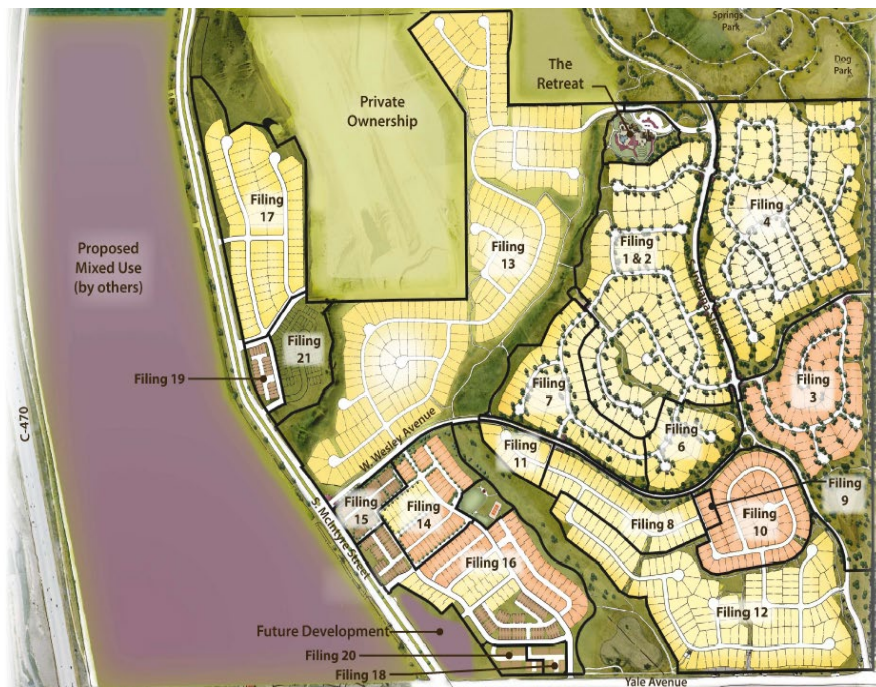 Springs
Park
Dog
Park
The
Retreat
Private
Ownership
Filing
17
Filing
4
Proposed
Mixed Use
(by others)
Filing
13
Filing
1 & 2
Filing
21
Filing 19
Filing
7
Filing
3
C-470
W. Wesley Avenue
Filing
6
Filing
11
Filing
9
Filing
15
Filing
14
Filing 8
Filing
10
S. McIntyre Street
Filing 16
Filing 12
Future Development
Filing 20
Filing 18
Yale Avenue